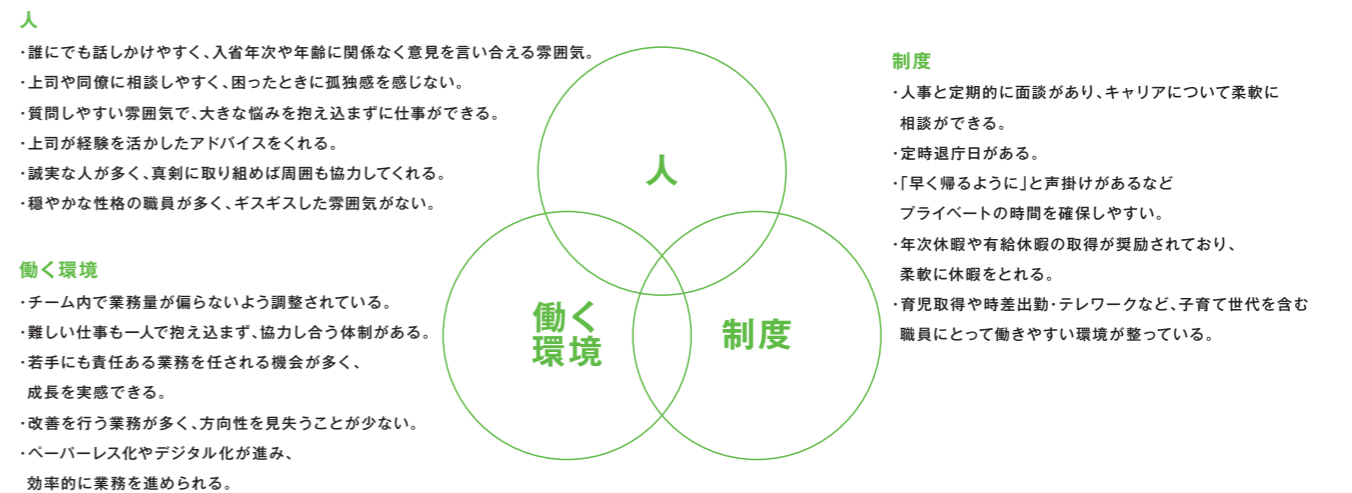 人
・誰にでも話しかけやすく、入省年次や年齢に関係なく意見を言い合える雰囲気。
・上司や同僚に相談しやすく、困ったときに孤独感を感じない。
・質問しやすい雰囲気で、大きな悩みを抱え込まずに仕事ができる。
・上司が経験を活かしたアドバイスをくれる。
・誠実な人が多く、真剣に取り組めば周囲も協力してくれる。
・穏やかな性格の職員が多く、ギスギスした雰囲気がない。
働く環境
・チーム内で業務量が偏らないよう調整されている。
・難しい仕事も一人で抱え込まず、協力し合う体制がある。
・若手にも責任ある業務を任される機会が多く、
成長を実感できる。
・改善を行う業務が多く、方向性を見失うことが少ない。
・ペーパーレス化やデジタル化が進み、
効率的に業務を進められる。
人
働く
環境
制度
制度
・人事と定期的に面談があり、キャリアについて柔軟に
相談ができる。
・定時退庁日がある。
・「早く帰るように」と声掛けがあるなど
プライベートの時間を確保しやすい。
・年次休暇や有給休暇の取得が奨励されており、
柔軟に休暇をとれる。
・育児取得や時差出勤・テレワークなど、子育て世代を含む
職員にとって働きやすい環境が整っている。